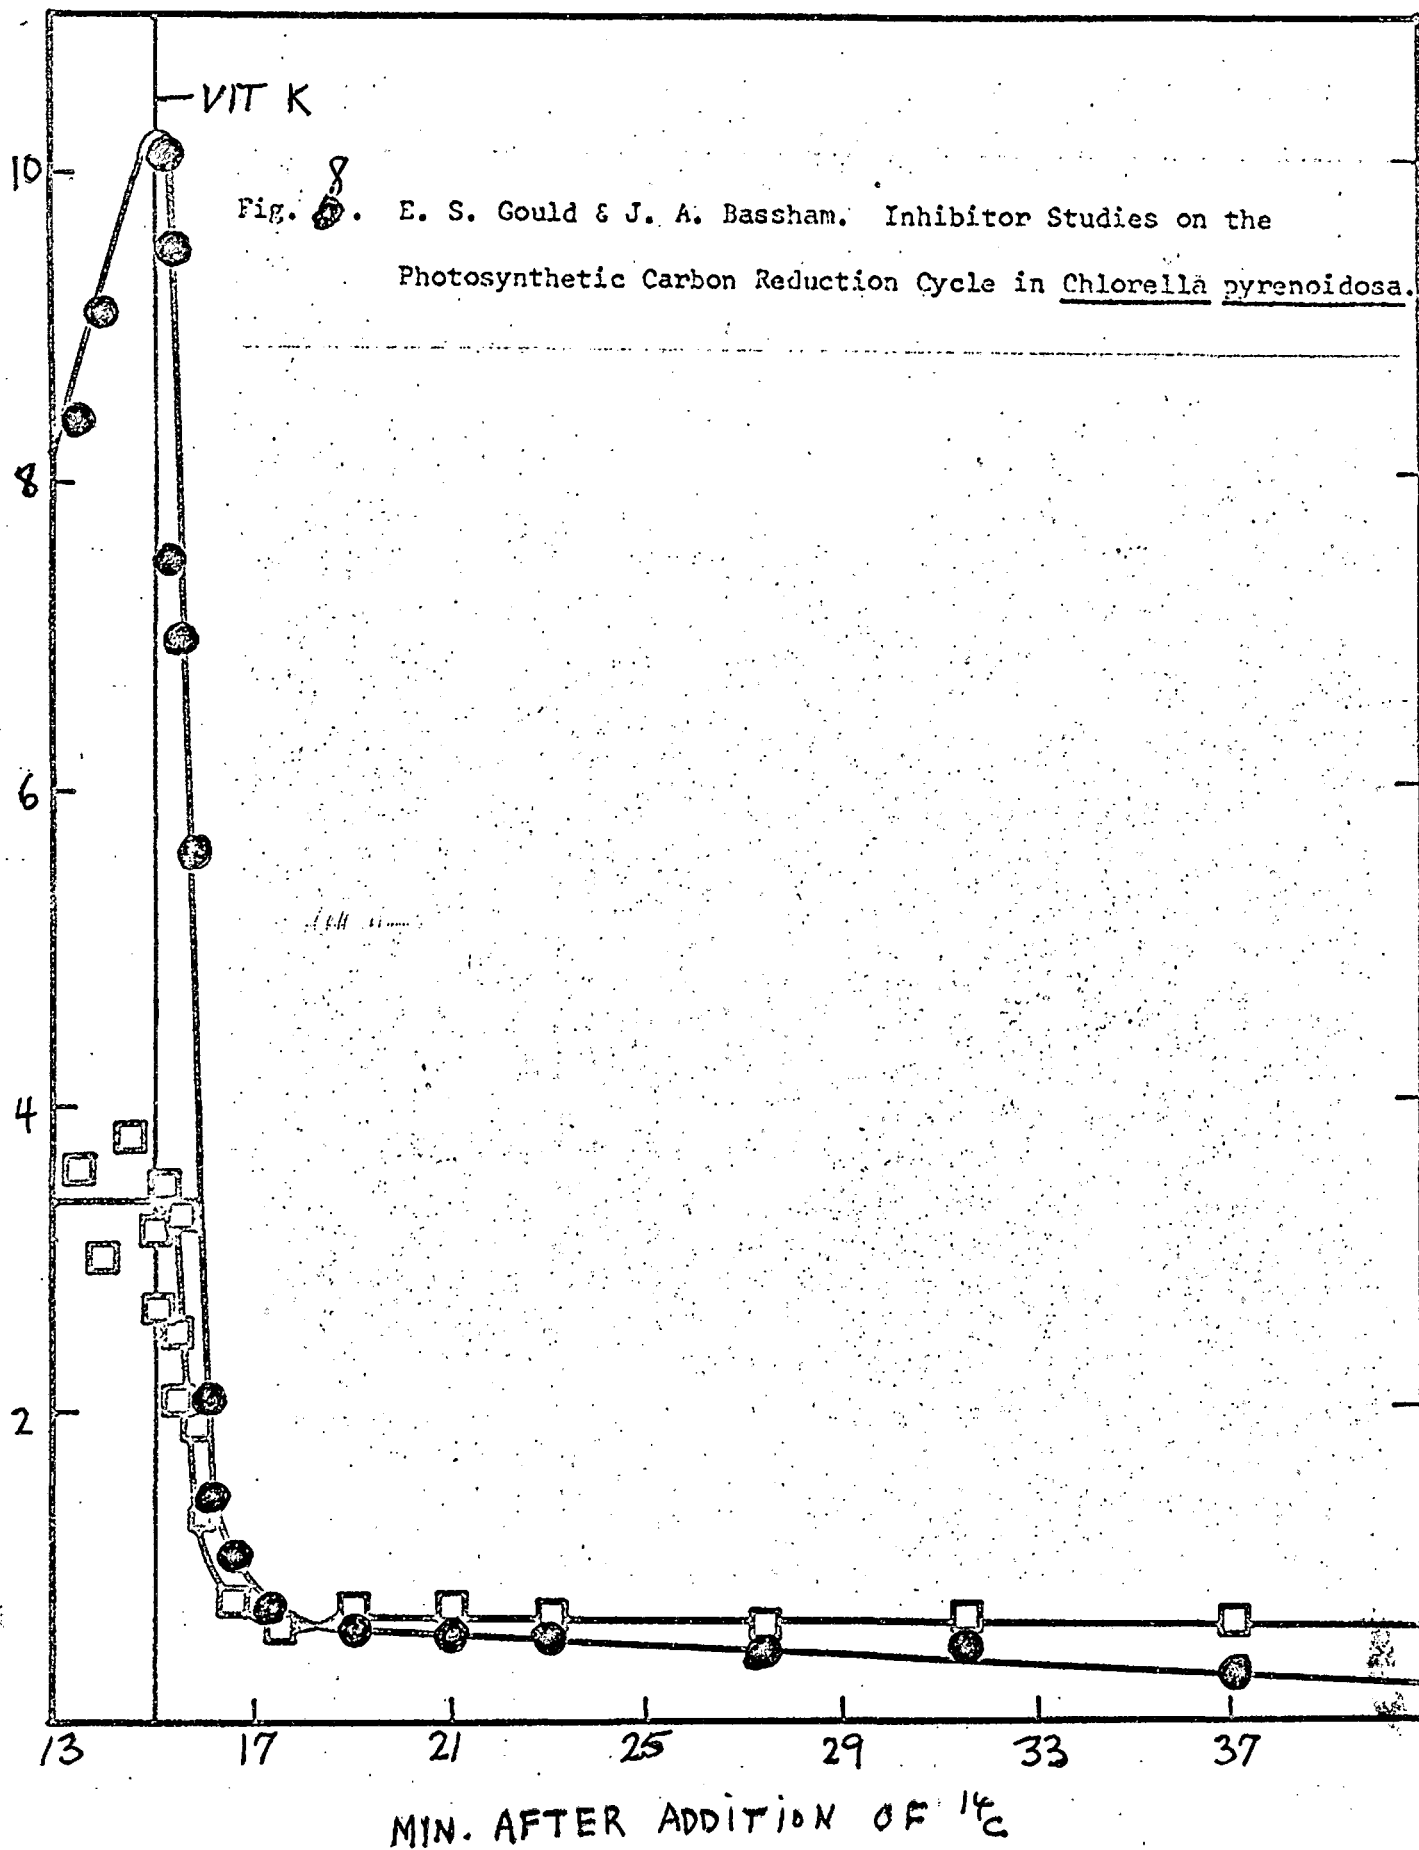 VIT K
10
8
Fig. 8. E. S. Gould & J. A. Bassham. Inhibitor Studies on the
Photosynthetic Carbon Reduction Cycle in Chlorella pyrenoidosa.
8
6
4
2
13 17 21 25 29 33 37
MIN. AFTER ADDITION OF ¹⁴C